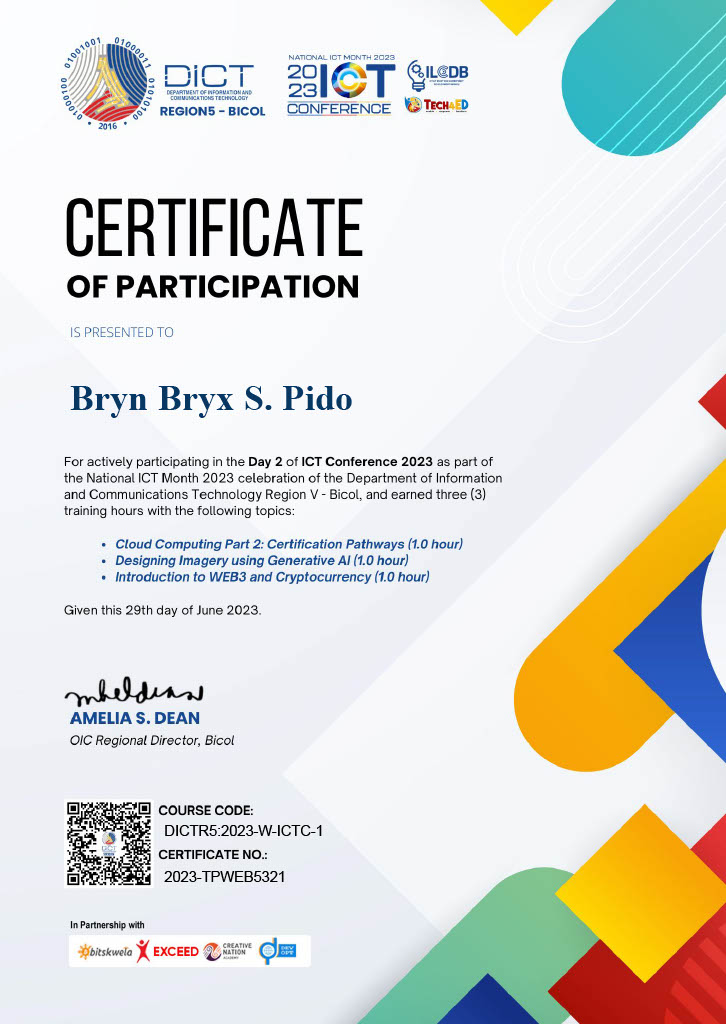 01001001 01000011 01010100 01000100
2016
DICT
DEPARTMENT OF INFORMATION AND
COMMUNICATIONS TECHNOLOGY
REGION5 - BICOL
NATIONAL ICT MONTH 2023
2023 ICT
CONFERENCE
ILCDB
TECH4ED
CERTIFICATE
OF PARTICIPATION
IS PRESENTED TO
Bryn Bryx S. Pido
For actively participating in the Day 2 of ICT Conference 2023 as part of
the National ICT Month 2023 celebration of the Department of Information
and Communications Technology Region V - Bicol, and earned three (3)
training hours with the following topics:
• Cloud Computing Part 2: Certification Pathways (1.0 hour)
• Designing Imagery using Generative AI (1.0 hour)
• Introduction to WEB3 and Cryptocurrency (1.0 hour)
Given this 29th day of June 2023.
AMELIA S. DEAN
OIC Regional Director, Bicol
COURSE CODE:
DICTR5:2023-W-ICTC-1
CERTIFICATE NO.:
2023-TPWEB5321
In Partnership with
bitskwela
EXCEED
CREATIVE
NATION
ACADEMY